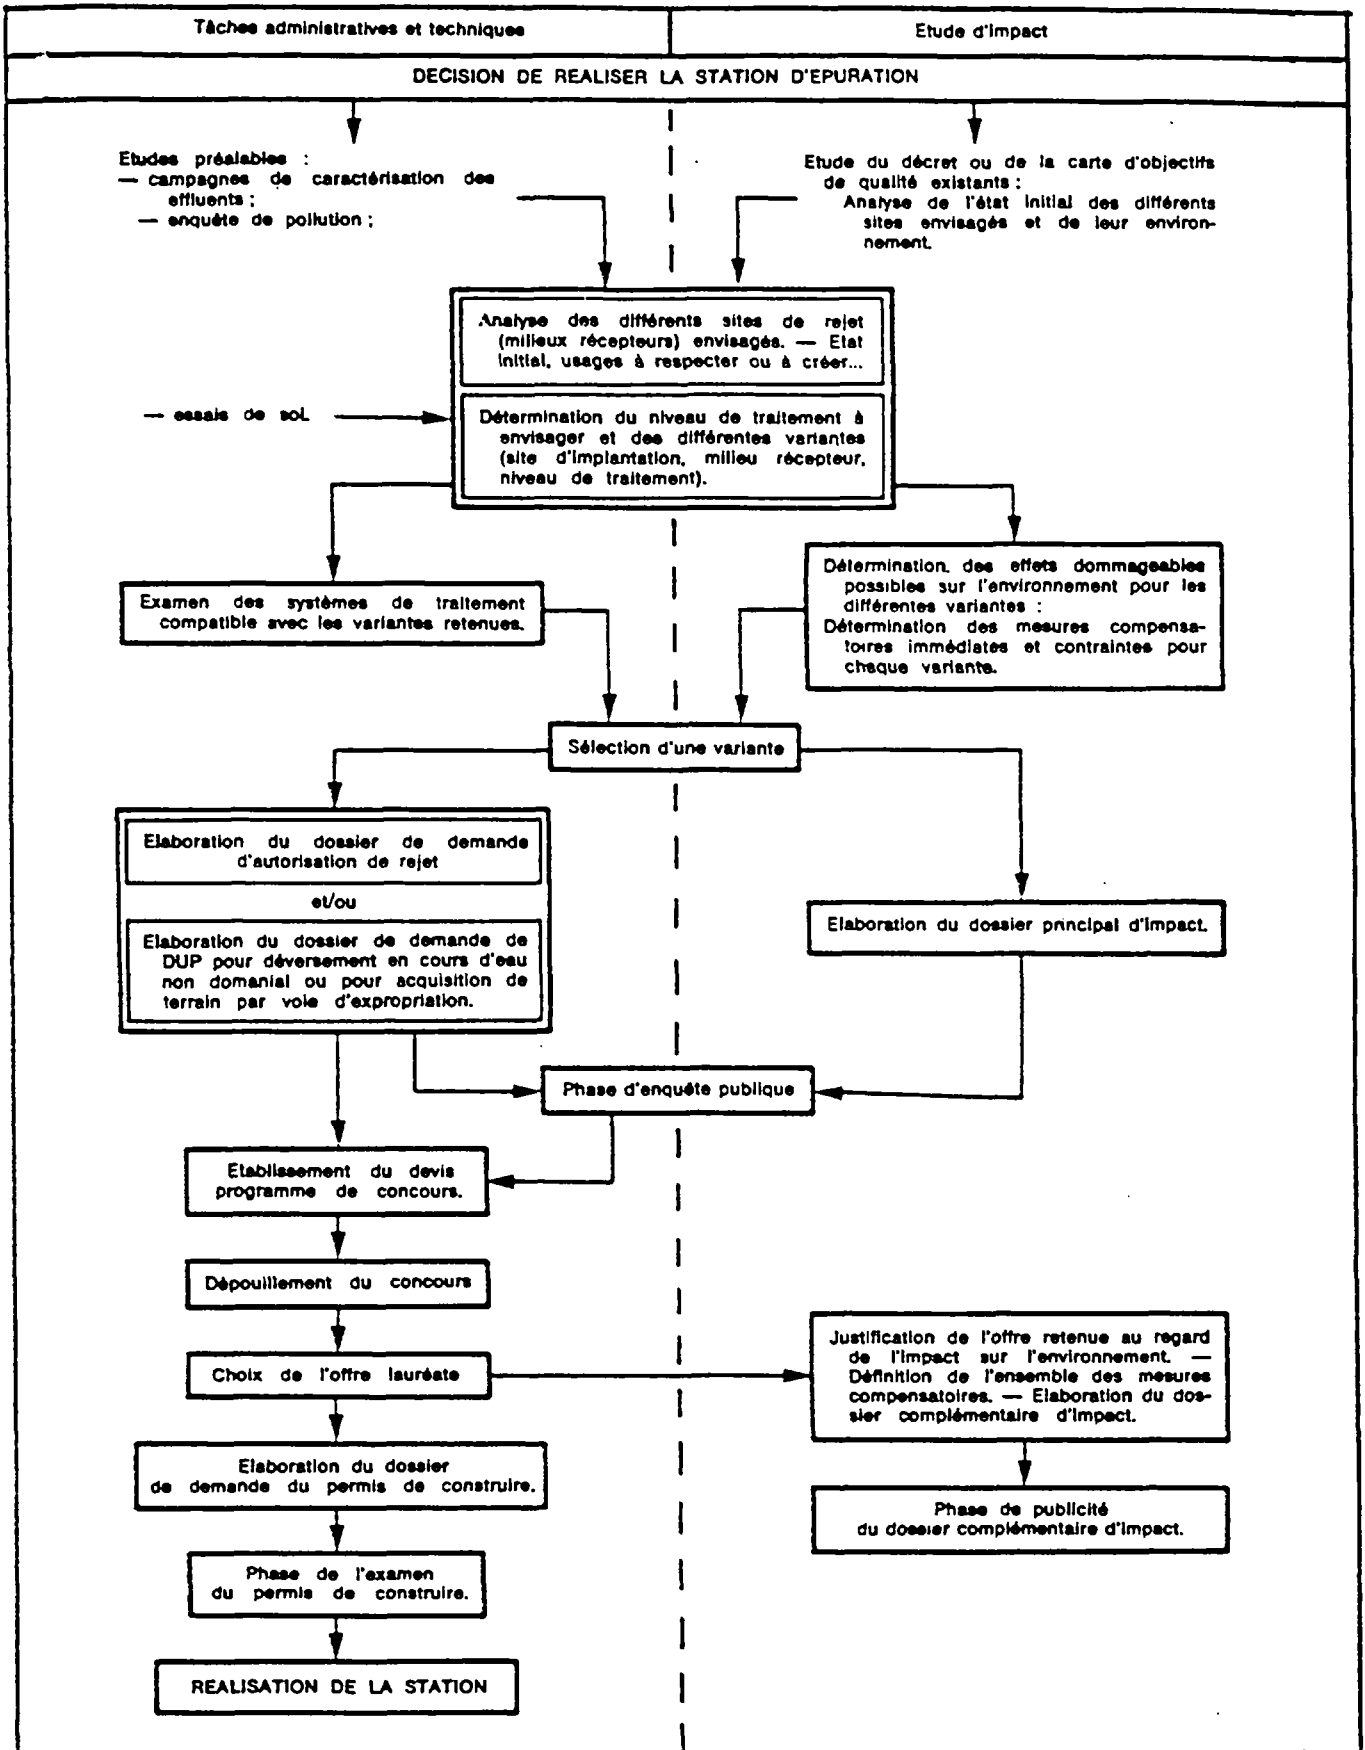 Tâches administratives et techniques
Etude d'impact
DECISION DE REALISER LA STATION D'EPURATION
Etudes préalables :
— campagnes de caractérisation des
effluents ;
— enquête de pollution ;
Etude du décret ou de la carte d'objectifs
de qualité existants ;
Analyse de l'état initial des différents
sites envisagés et de leur environ-
nement.
Analyse des différents sites de rejet
(milieux récepteurs) envisagés. — Etat
initial, usages à respecter ou à créer...
— essais de sol.
Détermination du niveau de traitement à
envisager et des différentes variantes
(site d'implantation, milieu récepteur,
niveau de traitement).
Examen des systèmes de traitement
compatible avec les variantes retenues.
Détermination. des effets dommageables
possibles sur l'environnement pour les
différentes variantes :
Détermination des mesures compensa-
toires immédiates et contraintes pour
chaque variante.
Sélection d'une variante
Elaboration du dossier de demande
d'autorisation de rejet
et/ou
Elaboration du dossier de demande de
DUP pour déversement en cours d'eau
non domanial ou pour acquisition de
terrain par voie d'expropriation.
Elaboration du dossier principal d'impact.
Phase d'enquête publique
Etablissement du devis
programme de concours.
Dépouillement du concours
Choix de l'offre lauréate
Justification de l'offre retenue au regard
de l'impact sur l'environnement. —
Définition de l'ensemble des mesures
compensatoires. — Elaboration du dos-
sier complémentaire d'impact.
Elaboration du dossier
de demande du permis de construire.
Phase de publicité
du dossier complémentaire d'impact.
Phase de l'examen
du permis de construire.
REALISATION DE LA STATION